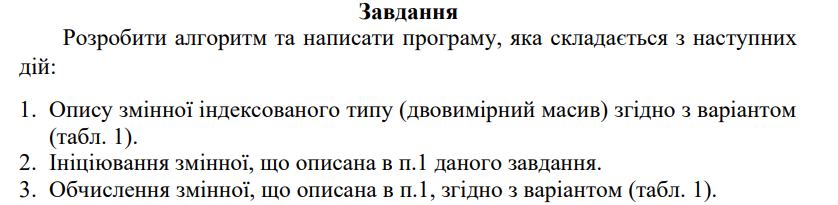 Завдання
Розробити алгоритм та написати програму, яка складається з наступних
дій:
1. Опису змінної індексованого типу (двовимірний масив) згідно з варіантом
(табл. 1).
2. Ініціювання змінної, що описана в п.1 даного завдання.
3. Обчислення змінної, що описана в п.1, згідно з варіантом (табл. 1).